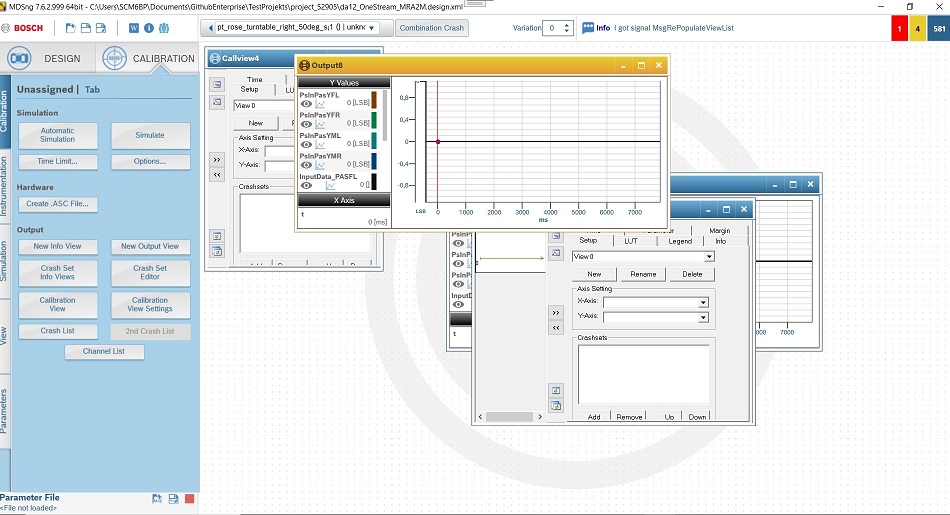 MDSng 7.6.2.999 64bit - C:\Users\SCM6BP\Documents\GithubEnterprise\TestProjekts\project_52905\da12_OneStream_MRA2M.design.xml
BOSCH
pt_rose_turntable_right_50deg_s;1 () | unkn
Combination Crash
Variation 0
Info I got signal MsgRePopulateViewList
1 4 581
DESIGN
CALIBRATION
Calibration
Instrumentation
Simulation
View
Parameters
Unassigned | Tab
Simulation
Automatic Simulation
Simulate
Time Limit...
Options...
Hardware
Create .ASC File...
Output
New Info View
New Output View
Crash Set Info Views
Crash Set Editor
Calibration View
Calibration View Settings
Crash List
2nd Crash List
Channel List
Parameter File
<File not loaded>
Callview4
Time
Setup
LU
View 0
New
Axis Setting
X-Axis:
Y-Axis:
Crashsets
Output8
Y Values
PsInPasYFL
0 [LSB]
PsInPasYFR
0 [LSB]
PsInPasYML
0 [LSB]
PsInPasYMR
0 [LSB]
InputData_PASFL
0 []
X Axis
t
0 [ms]
0,8
0,4
0
-0,4
-0,8
LSB
0 1000 2000 3000 4000 5000 6000 7000
ms
PsInP
PsInP
PsInP
InputD
t
000 7000
Margin
Setup LUT Legend Info
View 0
New Rename Delete
Axis Setting
X-Axis:
Y-Axis:
Crashsets
Add Remove Up Down